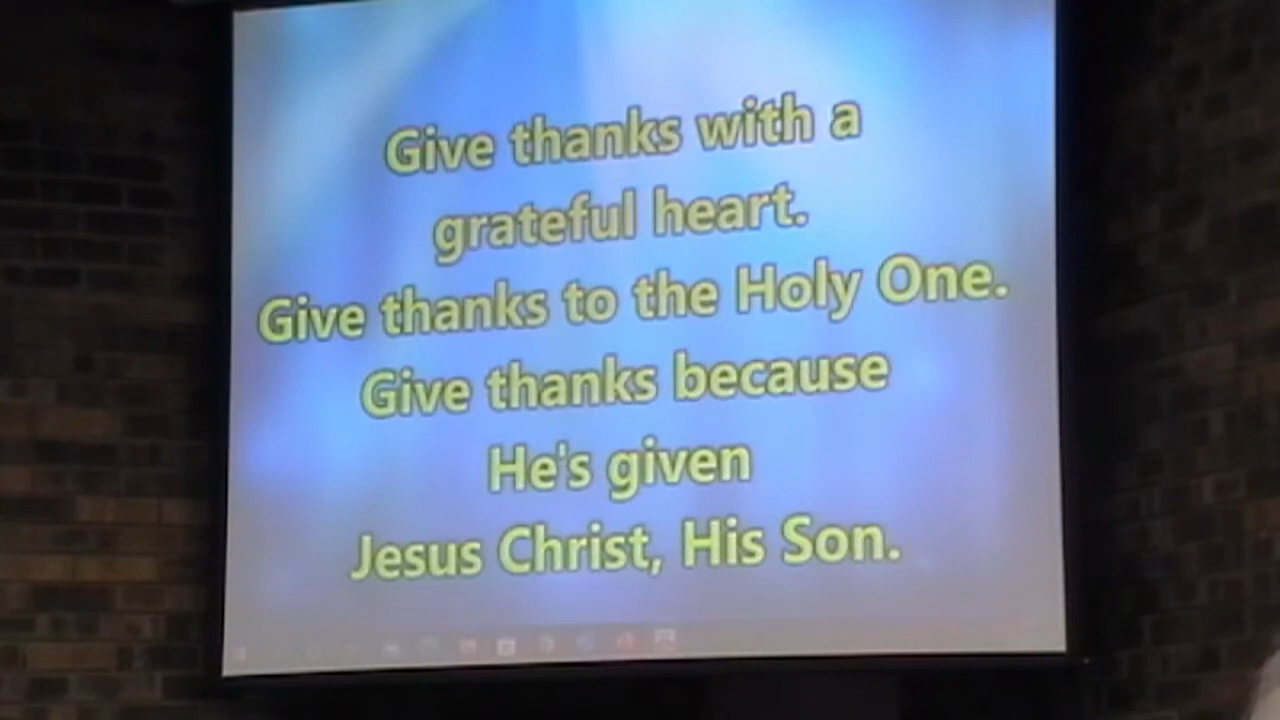 Give thanks with a
grateful heart.
Give thanks to the Holy One.
Give thanks because
He's given
Jesus Christ, His Son.